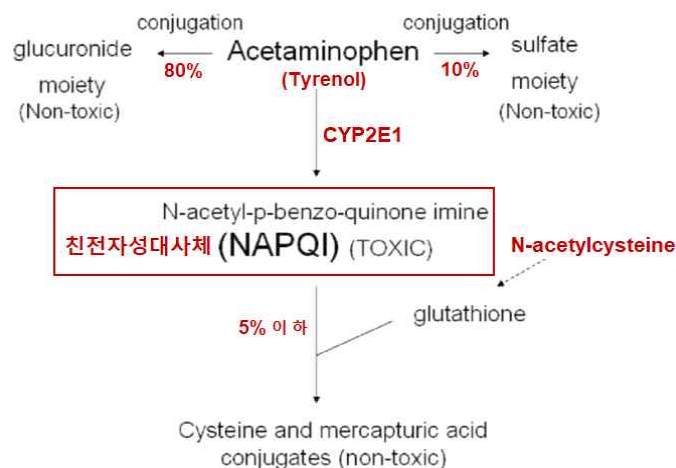 conjugation
conjugation
glucuronide
Acetaminophen
sulfate
80%
(Tyrenol)
10%
moiety
moiety
(Non-toxic)
(Non-toxic)
CYP2E1
N-acetyl-p-benzo-quinone imine
친전자성대사체 (NAPQI) (TOXIC)
N-acetylcysteine
glutathione
5% 이 하
Cysteine and mercapturic acid
conjugates (non-toxic)